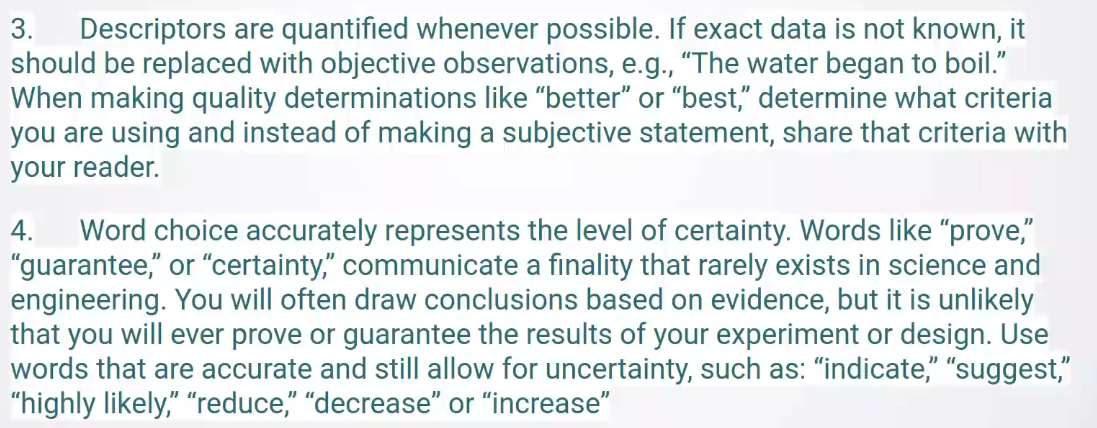 3. Descriptors are quantified whenever possible. If exact data is not known, it
should be replaced with objective observations, e.g., “The water began to boil.”
When making quality determinations like “better” or “best,” determine what criteria
you are using and instead of making a subjective statement, share that criteria with
your reader.
4. Word choice accurately represents the level of certainty. Words like “prove,”
“guarantee,” or “certainty,” communicate a finality that rarely exists in science and
engineering. You will often draw conclusions based on evidence, but it is unlikely
that you will ever prove or guarantee the results of your experiment or design. Use
words that are accurate and still allow for uncertainty, such as: “indicate,” “suggest,”
“highly likely,” “reduce,” “decrease” or “increase”